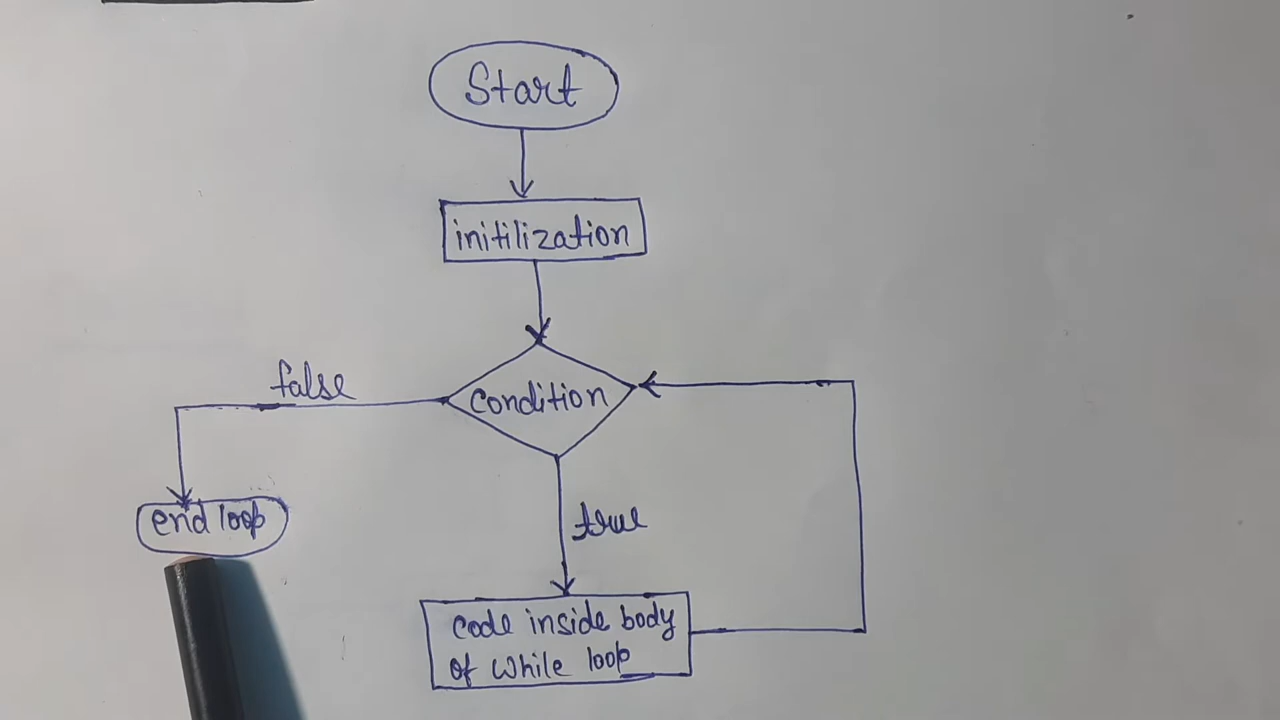 Start
initilization
condition
false
end loop
true
code inside body
of while loop